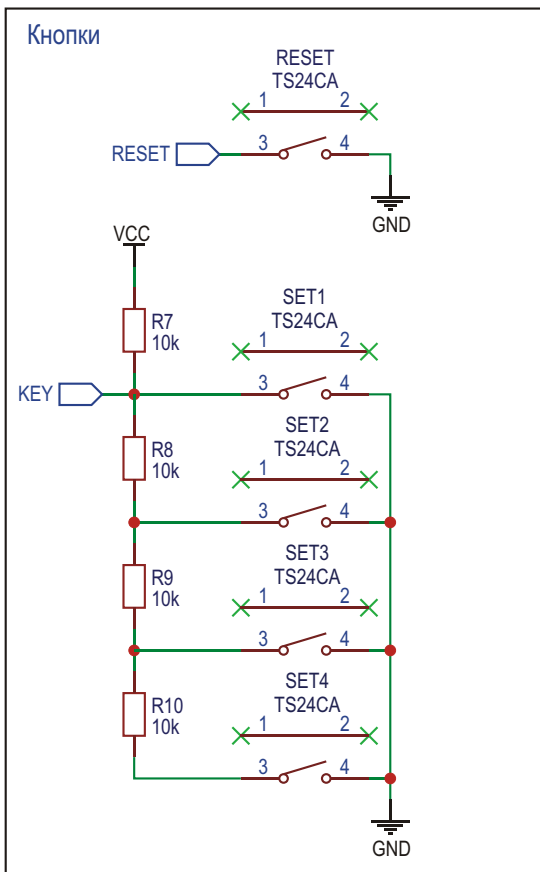 Кнопки
RESET
TS24CA
1 2
RESET 3 4
GND
VCC
SET1
TS24CA
R7
10k
1 2
KEY 3 4
SET2
TS24CA
R8
10k
1 2
3 4
SET3
TS24CA
R9
10k
1 2
3 4
SET4
TS24CA
R10
10k
1 2
3 4
GND